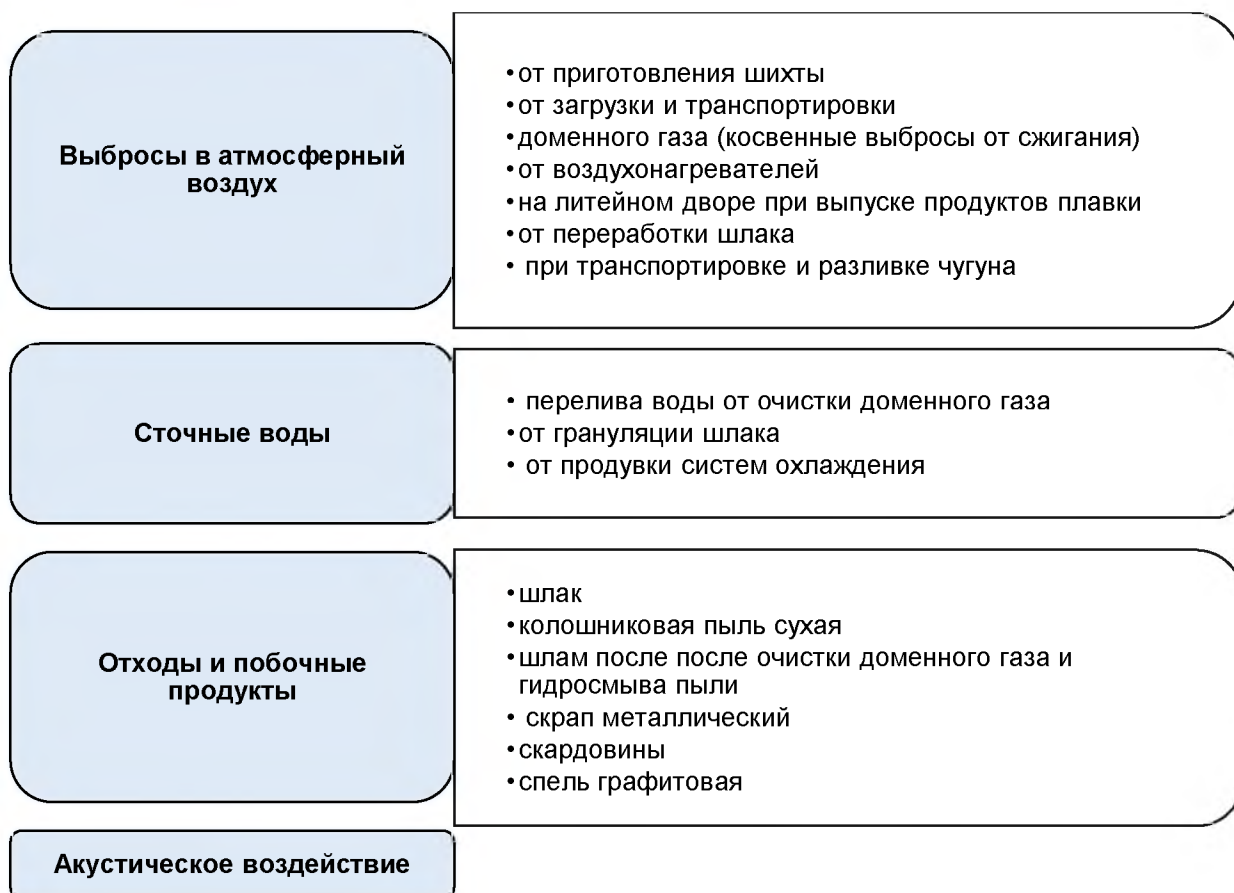 Выбросы в атмосферный
воздух
•от приготовления шихты
•от загрузки и транспортировки
•доменного газа (косвенные выбросы от сжигания)
•от воздухонагревателей
•на литейном дворе при выпуске продуктов плавки
•от переработки шлака
• при транспортировке и разливке чугуна
Сточные воды
• перелива воды от очистки доменного газа
•от грануляции шлака
• от продувки систем охлаждения
Отходы и побочные
продукты
•шлак
•колошниковая пыль сухая
•шлам после после очистки доменного газа и
гидросмыва пыли
• скрап металлический
•скардовины
•спель графитовая
Акустическое воздействие